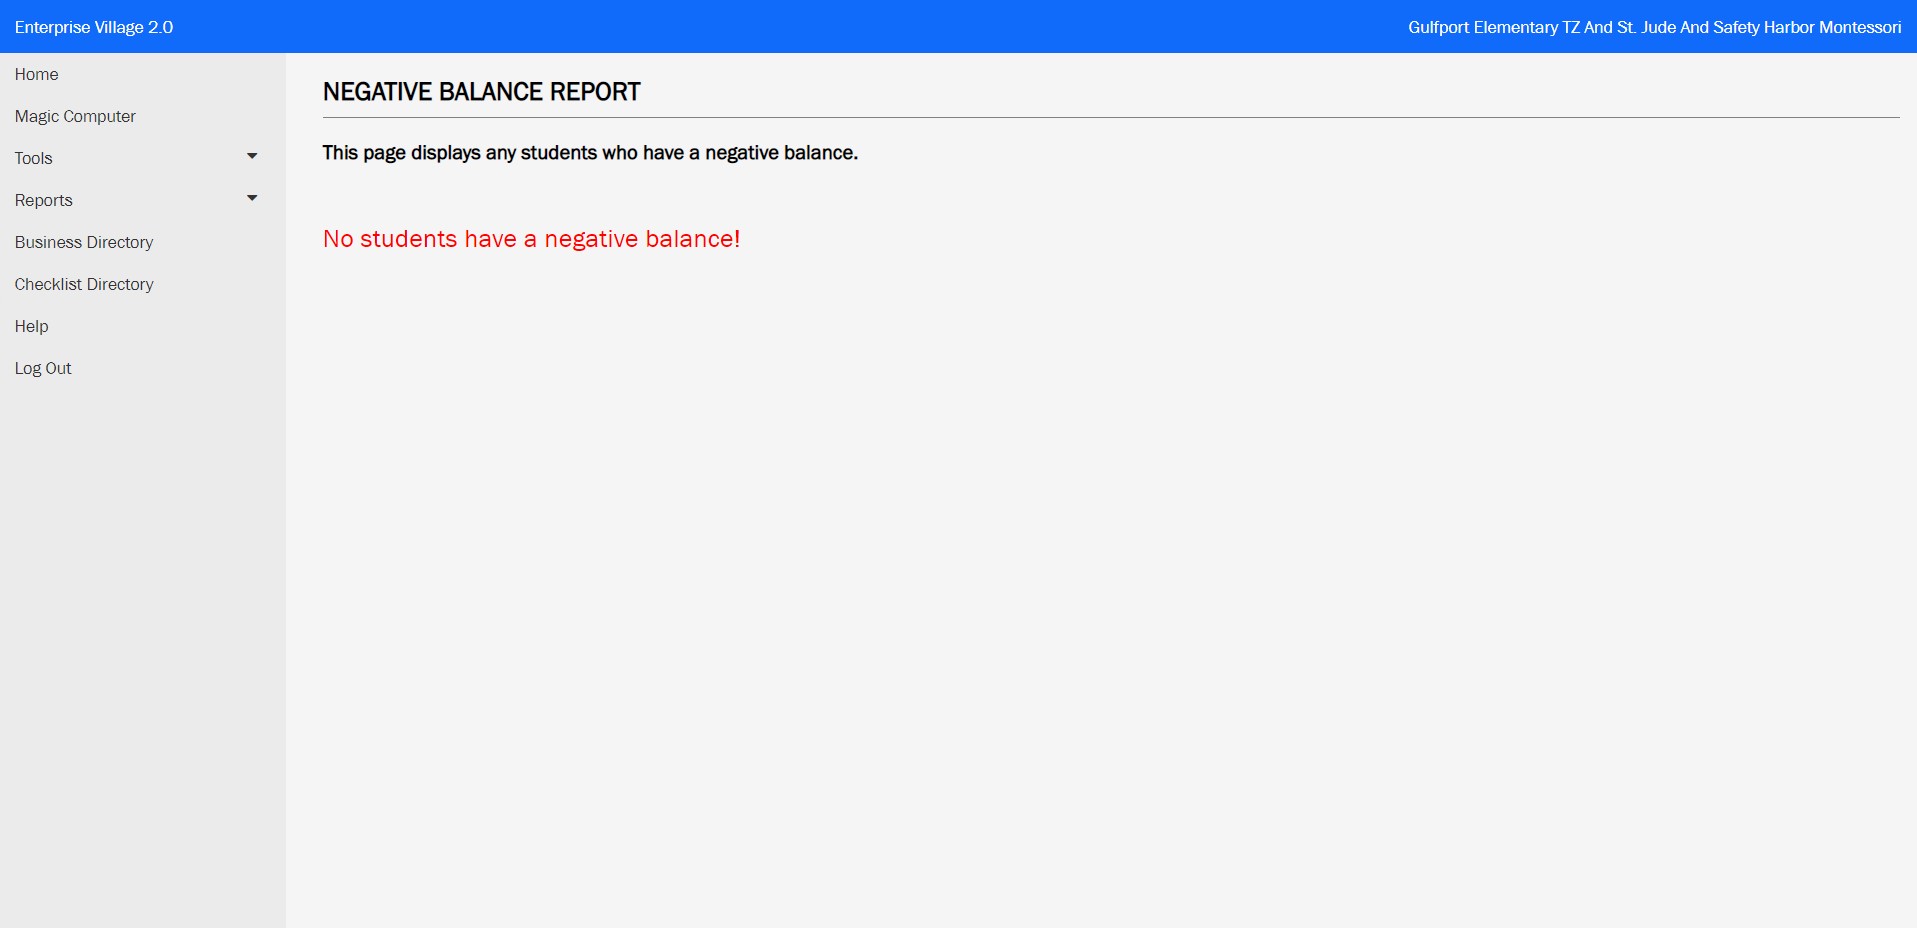 Enterprise Village 2.0
Gulfport Elementary TZ And St. Jude And Safety Harbor Montessori
Home
Magic Computer
Tools
Reports
Business Directory
Checklist Directory
Help
Log Out
NEGATIVE BALANCE REPORT
This page displays any students who have a negative balance.
No students have a negative balance!